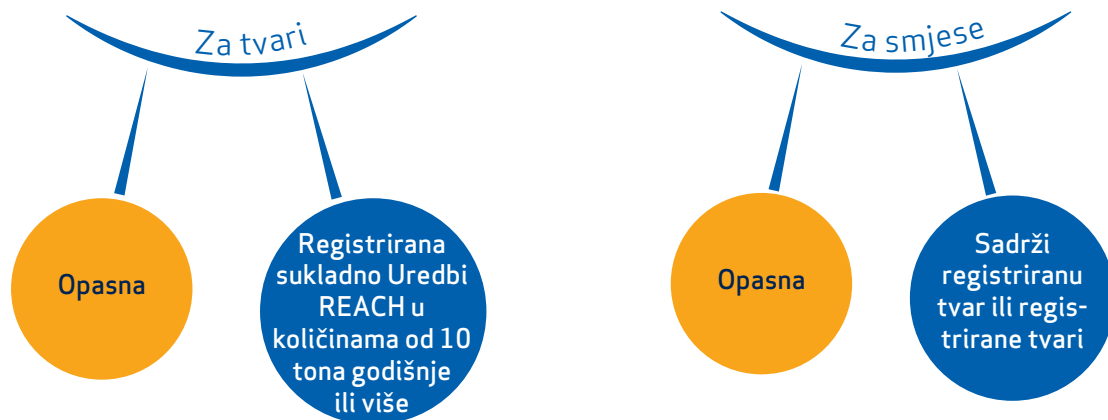 Za tvari
Opasna
Registrirana
sukladno Uredbi
REACH u
količinama od 10
tona godišnje
ili više
Za smjese
Opasna
Sadrži
registriranu
tvar ili regis-
trirane tvari